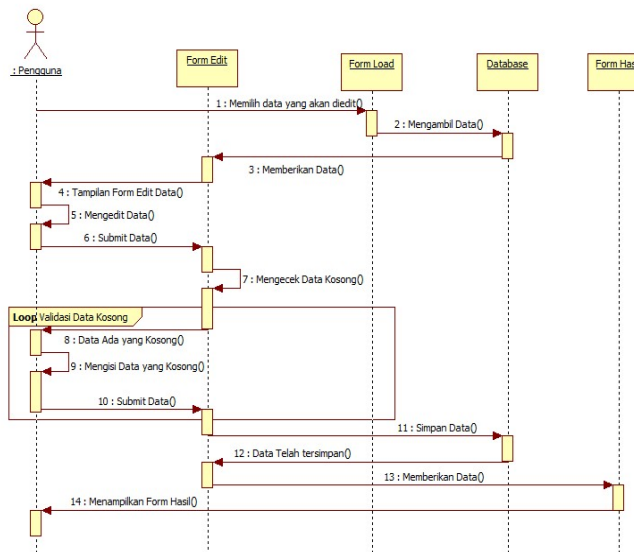 : Pengguna
Form Edit
Form Load
Database
Form Has
1 : Memilih data yang akan diedit()
2 : Mengambil Data()
3 : Memberikan Data()
4 : Tampilan Form Edit Data()
5 : Mengedit Data()
6 : Submit Data()
7 : Mengecek Data Kosong()
Loop Validasi Data Kosong
8 : Data Ada yang Kosong()
9 : Mengisi Data yang Kosong()
10 : Submit Data()
11 : Simpan Data()
12 : Data Telah tersimpan()
13 : Memberikan Data()
14 : Menampilkan Form Hasil()